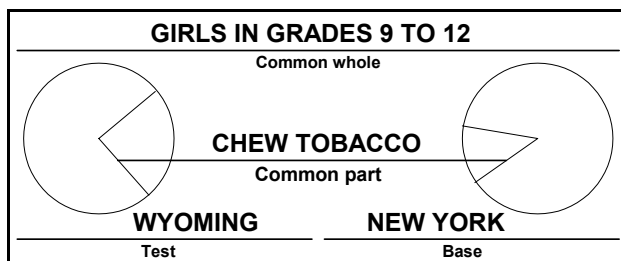 GIRLS IN GRADES 9 TO 12
Common whole
CHEW TOBACCO
Common part
WYOMING NEW YORK
Test Base